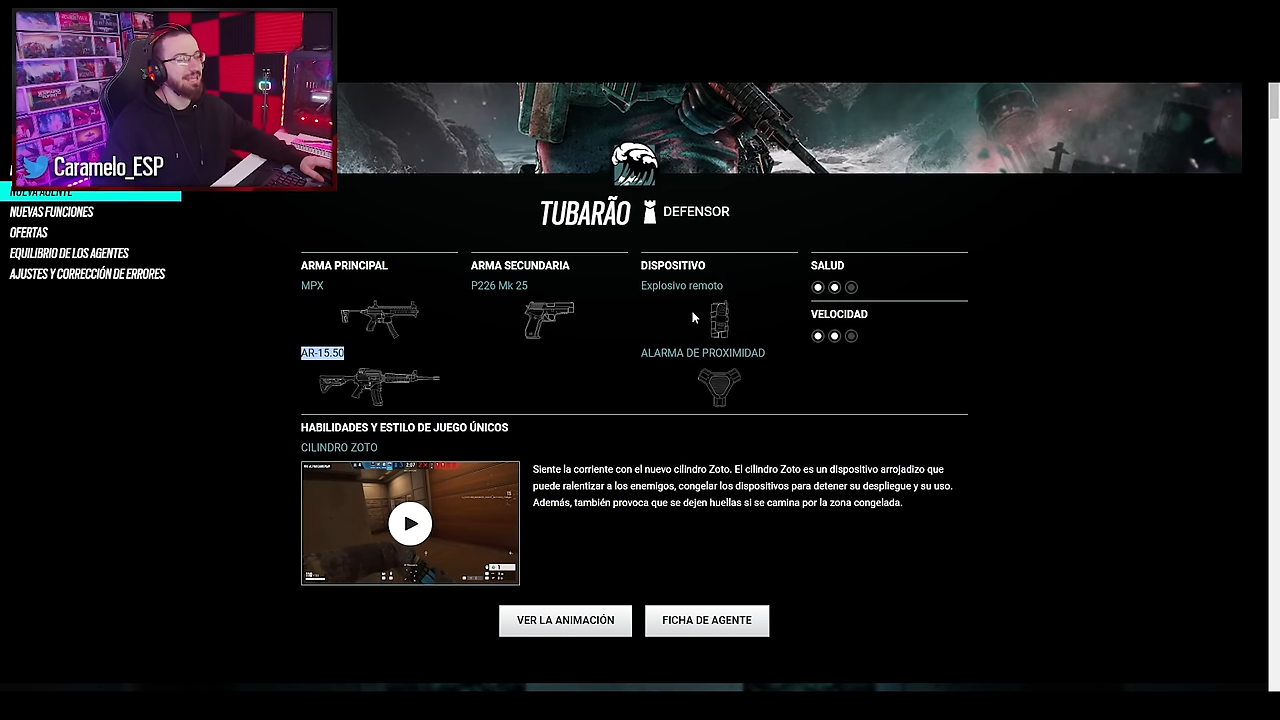 Caramelo_ESP
NUEVA AGENTE
NUEVAS FUNCIONES
OFERTAS
EQUILIBRIO DE LOS AGENTES
AJUSTES Y CORRECCIÓN DE ERRORES
TUBARÃO
DEFENSOR
ARMA PRINCIPAL
MPX
AR-15.50
ARMA SECUNDARIA
P226 Mk 25
DISPOSITIVO
Explosivo remoto
ALARMA DE PROXIMIDAD
SALUD
VELOCIDAD
HABILIDADES Y ESTILO DE JUEGO ÚNICOS
CILINDRO ZOTO
Siente la corriente con el nuevo cilindro Zoto. El cilindro Zoto es un dispositivo arrojadizo que
puede ralentizar a los enemigos, congelar los dispositivos para detener su despliegue y su uso.
Además, también provoca que se dejen huellas si se camina por la zona congelada.
VER LA ANIMACIÓN
FICHA DE AGENTE